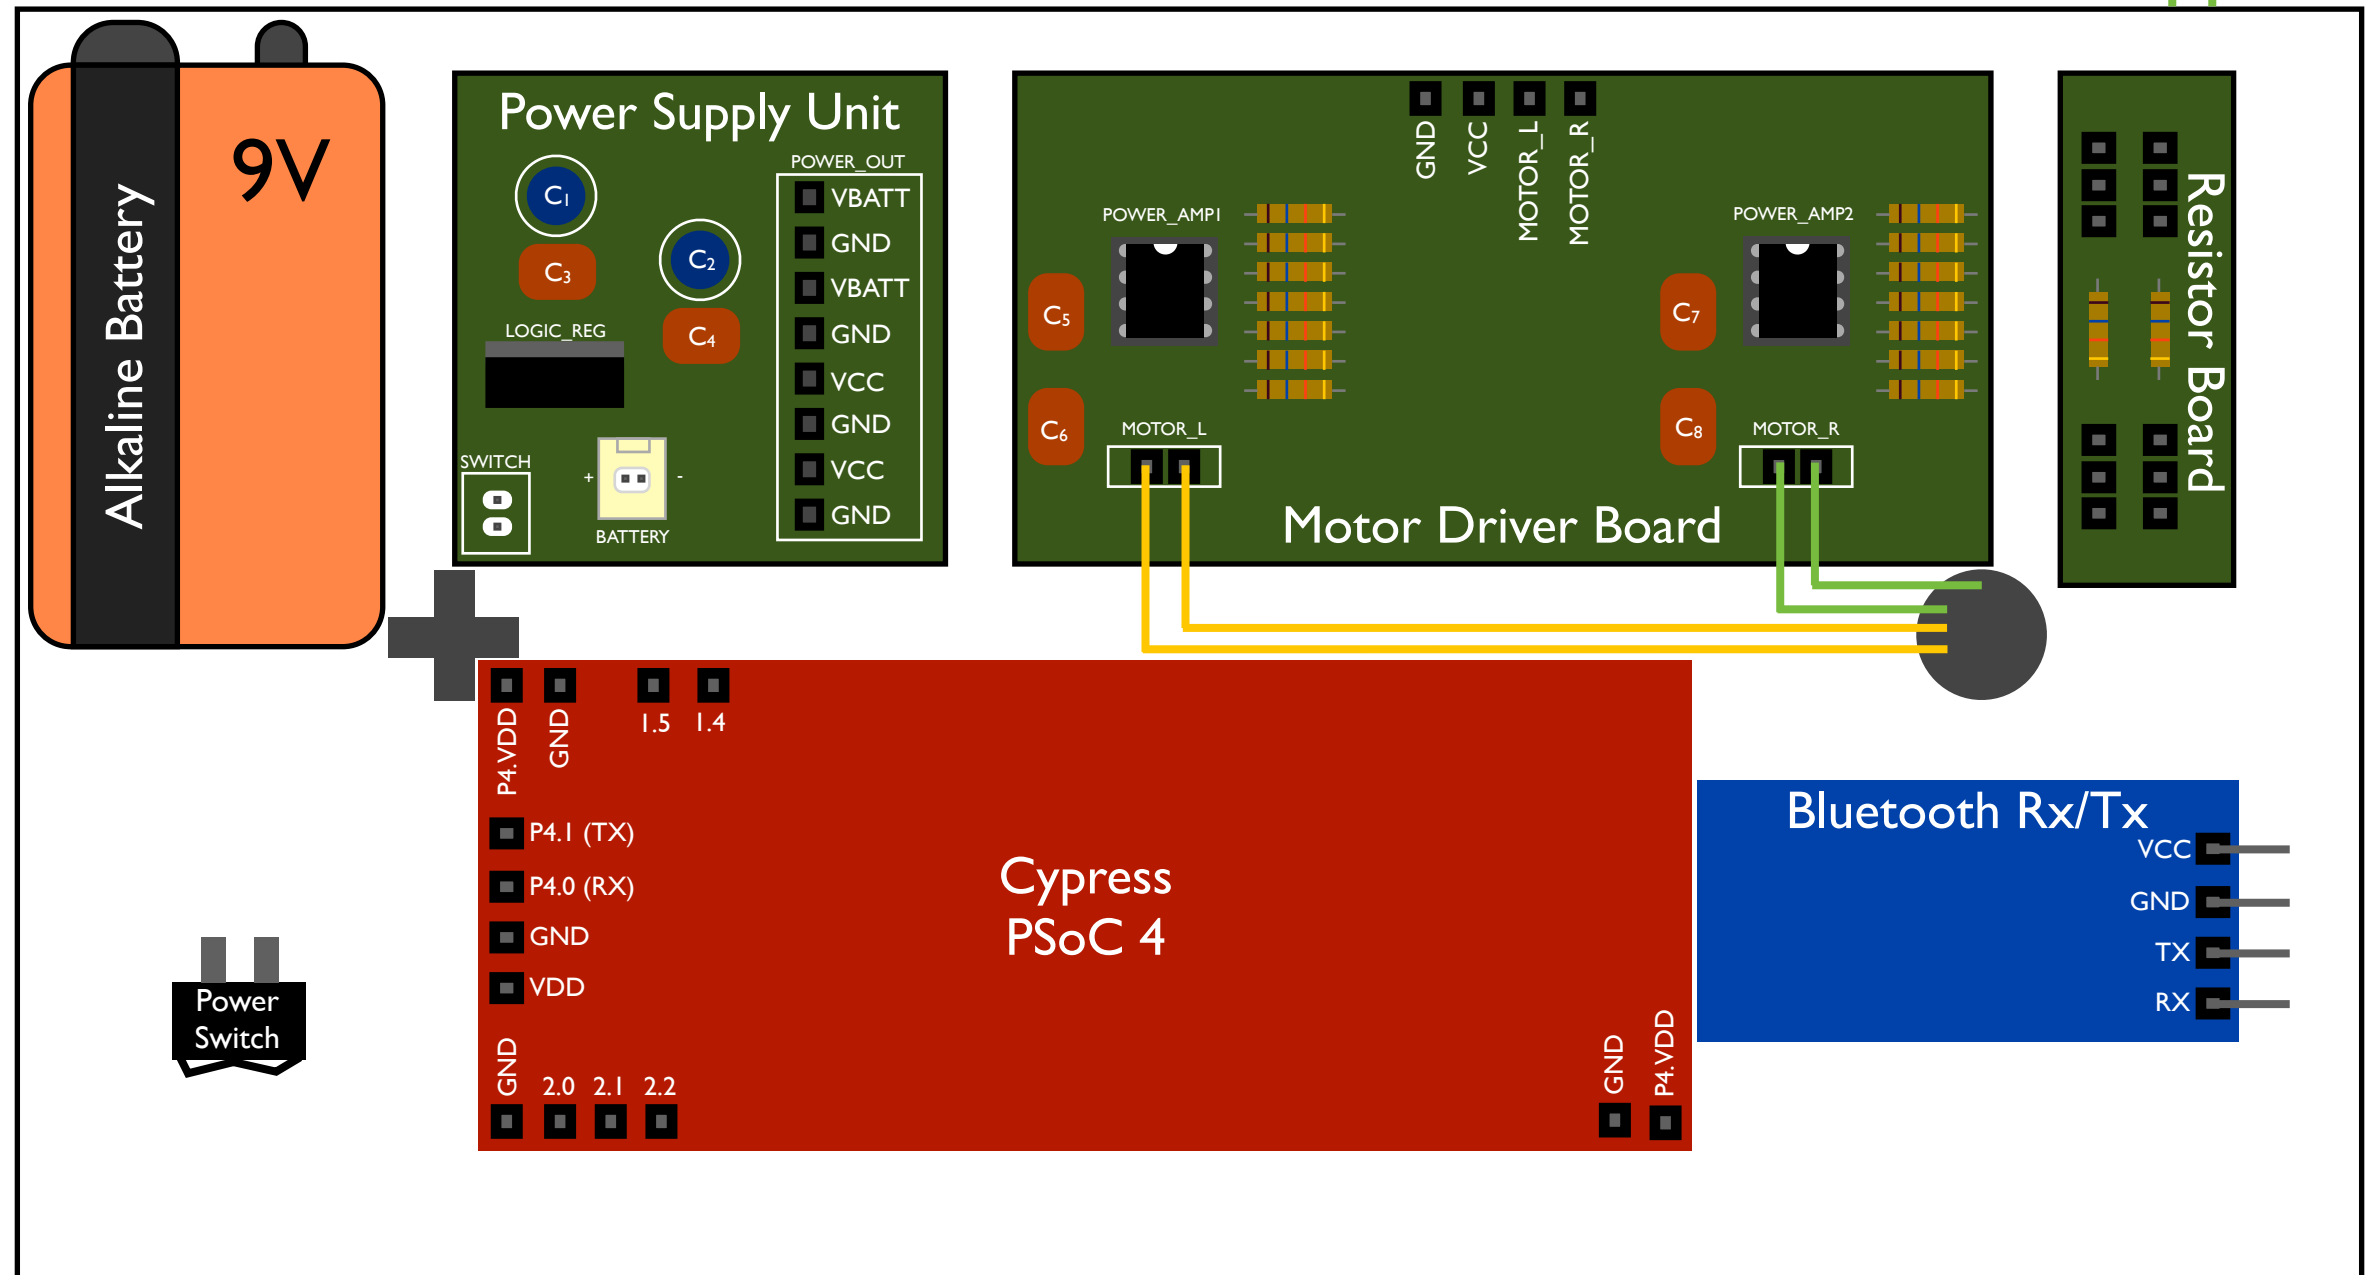 Alkaline Battery
9V
Power Supply Unit
POWER_OUT
VBATT
GND
VBATT
GND
VCC
GND
VCC
GND
C1
C2
C3
C4
LOGIC_REG
SWITCH
+
-
BATTERY
GND
VCC
MOTOR_L
MOTOR_R
POWER_AMP1
POWER_AMP2
C5
C6
C7
C8
MOTOR_L
MOTOR_R
Motor Driver Board
Resistor Board
P4.VDD
GND
1.5
1.4
P4.1 (TX)
P4.0 (RX)
GND
VDD
GND
2.0
2.1
2.2
Cypress
PSoC 4
GND
P4.VDD
Bluetooth Rx/Tx
VCC
GND
TX
RX
Power
Switch